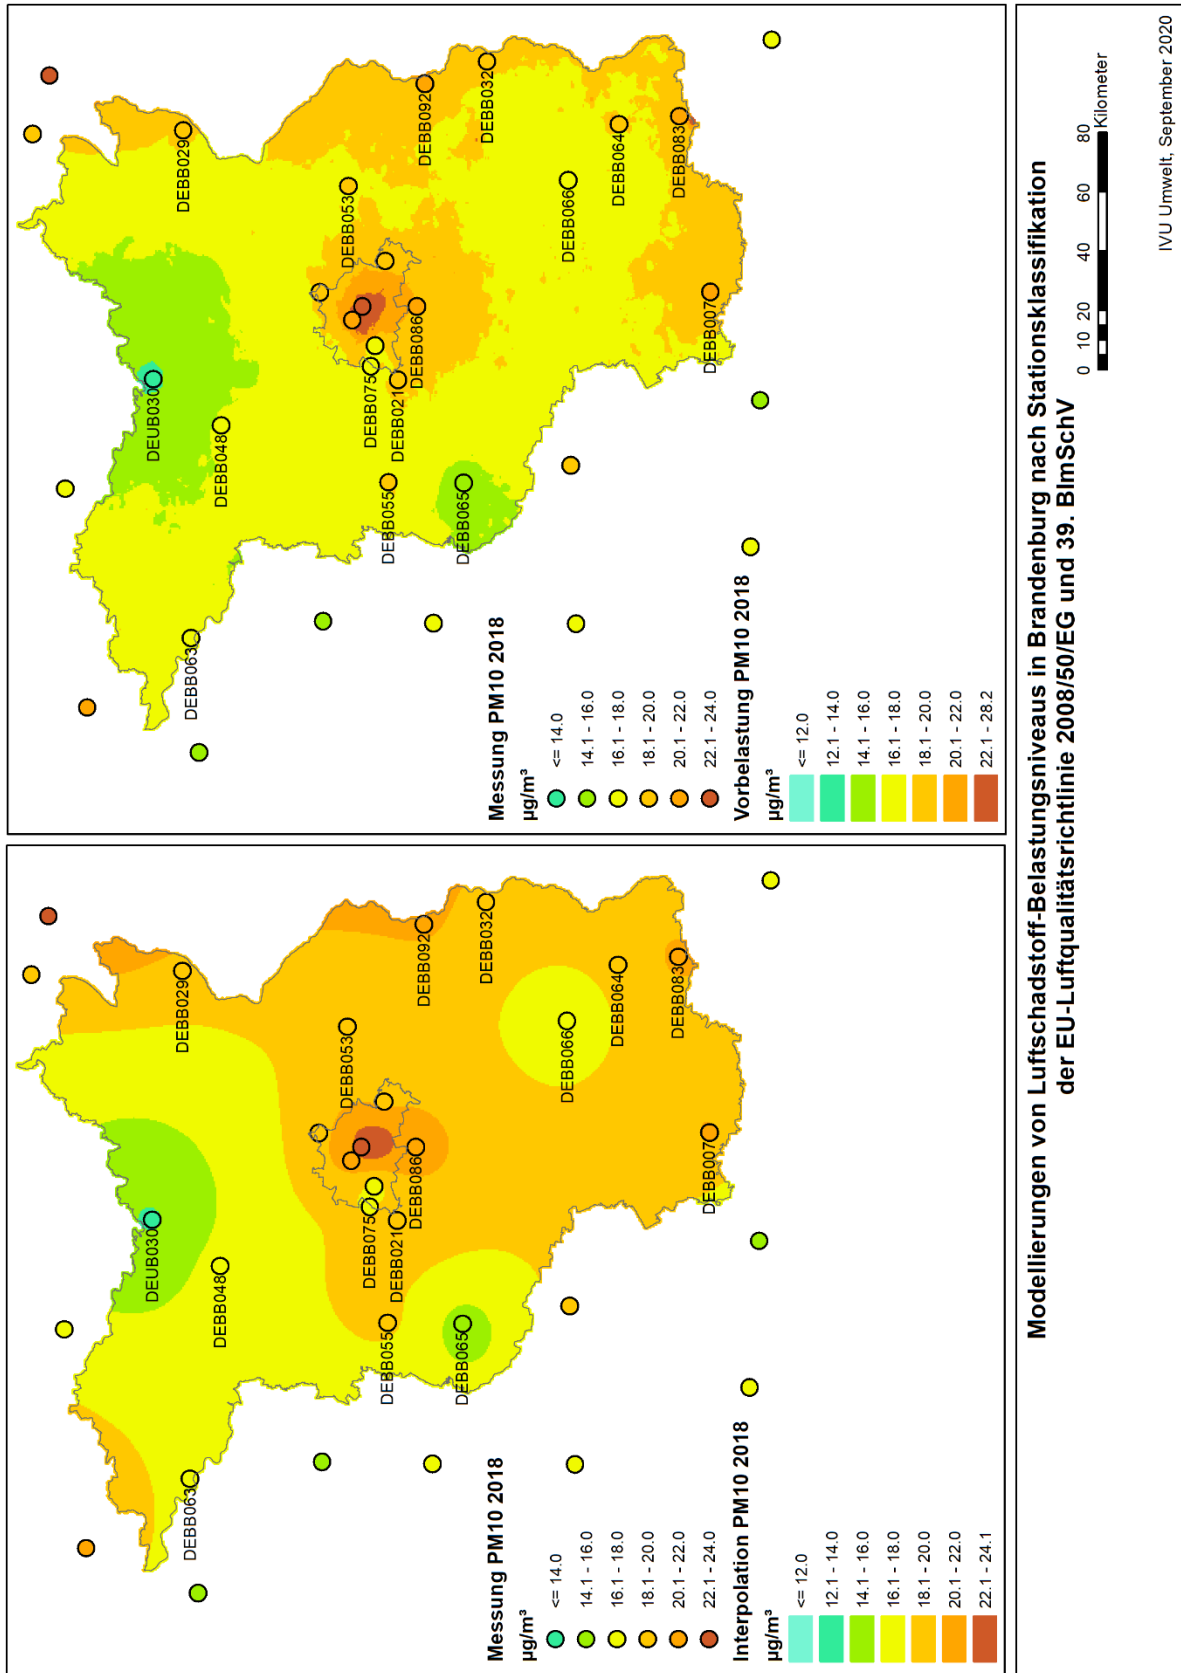 DEUB030
DEBB029
DEBB063
DEBB048
DEBB053
DEBB075
DEBB055
DEBB021
DEBB086
DEBB092
DEBB065
DEBB032
DEBB066
DEBB064
DEBB083
DEBB007
Messung PM10 2018
µg/m³
<= 14.0
14.1 - 16.0
16.1 - 18.0
18.1 - 20.0
20.1 - 22.0
22.1 - 24.0
Interpolation PM10 2018
µg/m³
<= 12.0
12.1 - 14.0
14.1 - 16.0
16.1 - 18.0
18.1 - 20.0
20.1 - 22.0
22.1 - 24.1
DEUB030
DEBB029
DEBB063
DEBB048
DEBB053
DEBB075
DEBB055
DEBB021
DEBB086
DEBB092
DEBB065
DEBB032
DEBB066
DEBB064
DEBB083
DEBB007
Messung PM10 2018
µg/m³
<= 14.0
14.1 - 16.0
16.1 - 18.0
18.1 - 20.0
20.1 - 22.0
22.1 - 24.0
Vorbelastung PM10 2018
µg/m³
<= 12.0
12.1 - 14.0
14.1 - 16.0
16.1 - 18.0
18.1 - 20.0
20.1 - 22.0
22.1 - 28.2
Modellierungen von Luftschadstoff-Belastungsniveaus in Brandenburg nach Stationsklassifikation
der EU-Luftqualitätsrichtlinie 2008/50/EG und 39. BImSchV
0 10 20 40 60 80
Kilometer
IVU Umwelt, September 2020